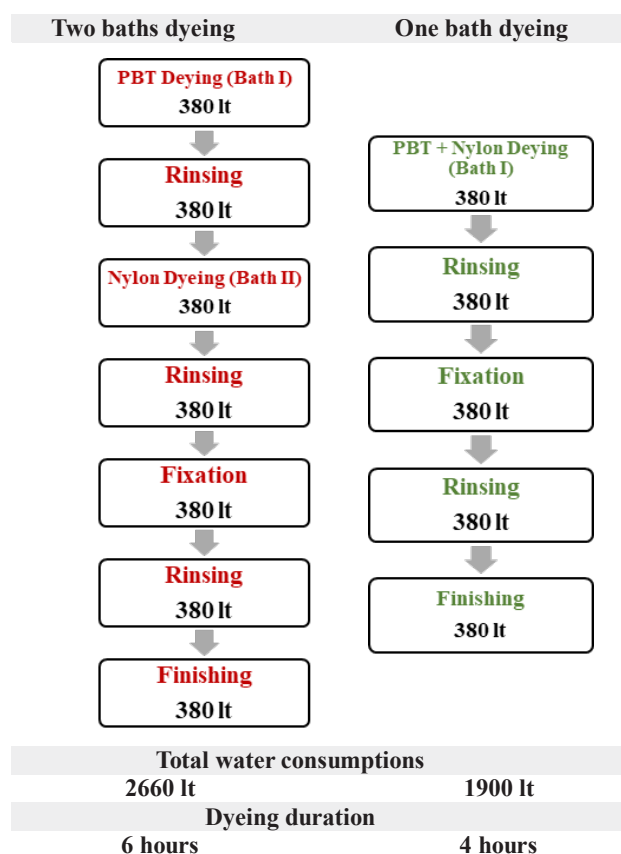 Two baths dyeing
One bath dyeing
PBT Deying (Bath I)
380 lt
Rinsing
380 lt
Nylon Dyeing (Bath II)
380 lt
Rinsing
380 lt
Fixation
380 lt
Rinsing
380 lt
Finishing
380 lt
PBT + Nylon Deying
(Bath I)
380 lt
Rinsing
380 lt
Fixation
380 lt
Rinsing
380 lt
Finishing
380 lt
Total water consumptions
2660 lt
1900 lt
Dyeing duration
6 hours
4 hours